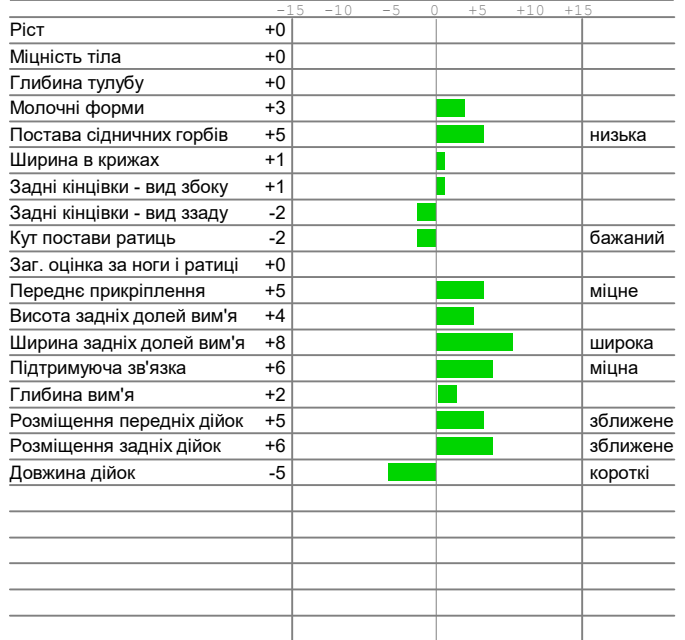 -15 -10 -5 0 +5 +10 +15
Ріст +0
Міцність тіла +0
Глибина тулубу +0
Молочні форми +3
Постава сідничних горбів +5 низька
Ширина в крижах +1
Задні кінцівки - вид збоку +1
Задні кінцівки - вид ззаду -2
Кут постави ратиць -2 бажаний
Заг. оцінка за ноги і ратиці +0
Переднє прикріплення +5 міцне
Висота задніх долей вим'я +4
Ширина задніх долей вим'я +8 широка
Підтримуюча зв'язка +6 міцна
Глибина вим'я +2
Розміщення передніх дійок +5 зближене
Розміщення задніх дійок +6 зближене
Довжина дійок -5 короткі